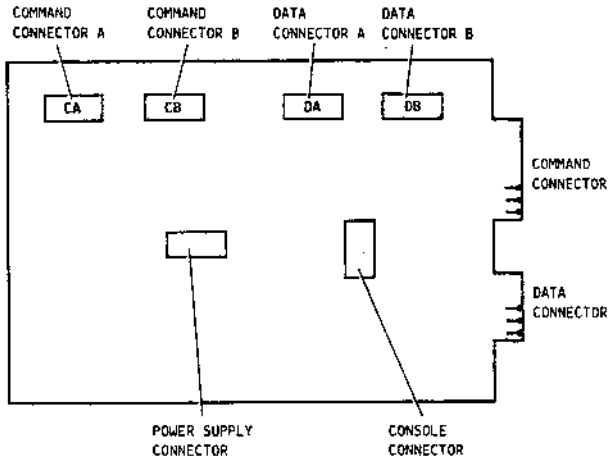 COMMAND
CONNECTOR A
COMMAND
CONNECTOR B
DATA
CONNECTOR A
DATA
CONNECTOR B
CA
CB
DA
DB
COMMAND
CONNECTOR
DATA
CONNECTOR
POWER SUPPLY
CONNECTOR
CONSOLE
CONNECTOR